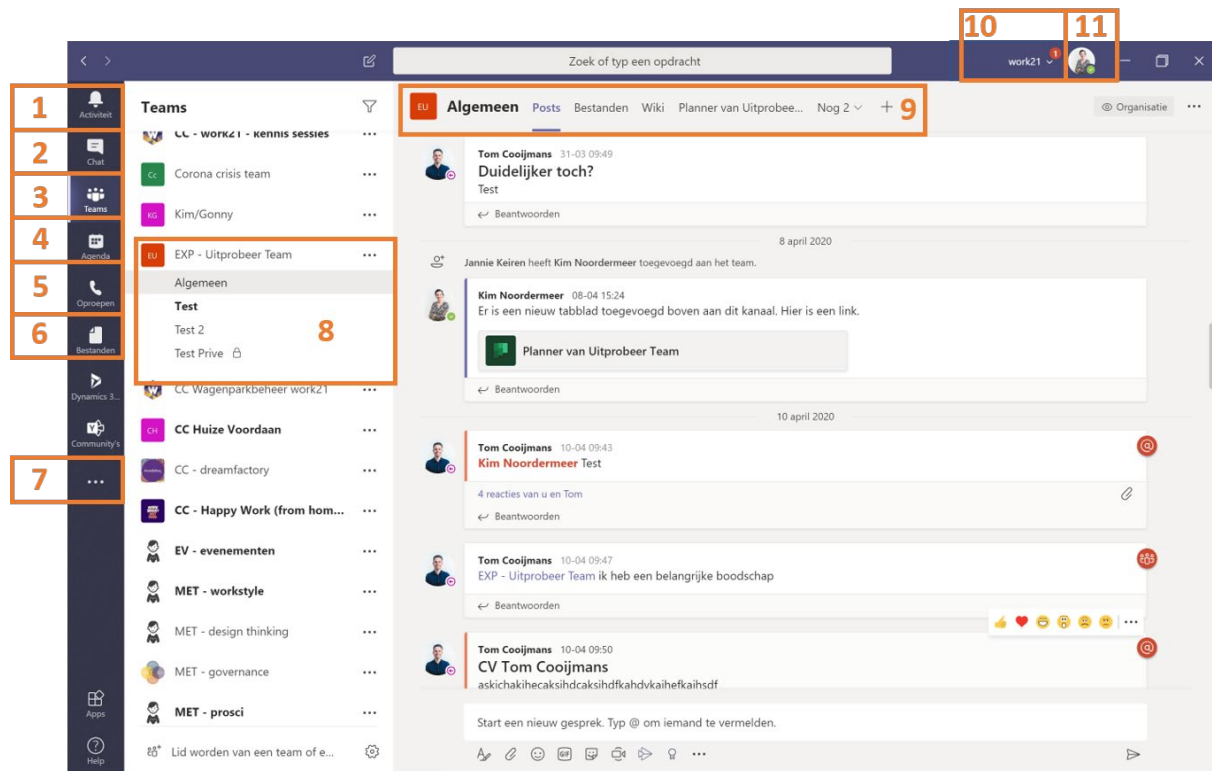 10
11
Zoek of typ een opdracht
work21
1
1
Activiteit
2
Chat
3
Teams
4
Agenda
5
Oproepen
6
Bestanden
Dynamics 3...
Community's
7
Apps
Help
Teams
CC - work21 - kennis sessies
Cc Corona crisis team
KG Kim/Gonny
EU EXP - Uitprobeer Team
Algemeen
Test
Test 2
Test Prive
8
CC Wagenparkbeheer work21
CH CC Huize Voordaan
CC - dreamfactory
CC - Happy Work (from hom...
EV - evenementen
MET - workstyle
MET - design thinking
MET - governance
MET - prosci
Lid worden van een team of e...
EU Algemeen Posts Bestanden Wiki Planner van Uitprobee... Nog 2 + 9
Organisatie
Tom Cooijmans 31-03 09:49
Duidelijker toch?
Test
Beantwoorden
8 april 2020
Jannie Keiren heeft Kim Noordermeer toegevoegd aan het team.
Kim Noordermeer 08-04 15:24
Er is een nieuw tabblad toegevoegd boven aan dit kanaal. Hier is een link.
Planner van Uitprobeer Team
Beantwoorden
10 april 2020
Tom Cooijmans 10-04 09:43
Kim Noordermeer Test
4 reacties van u en Tom
Beantwoorden
Tom Cooijmans 10-04 09:47
EXP - Uitprobeer Team ik heb een belangrijke boodschap
Beantwoorden
Tom Cooijmans 10-04 09:50
CV Tom Cooijmans
Start een nieuw gesprek. Typ @ om iemand te vermelden.
GIF